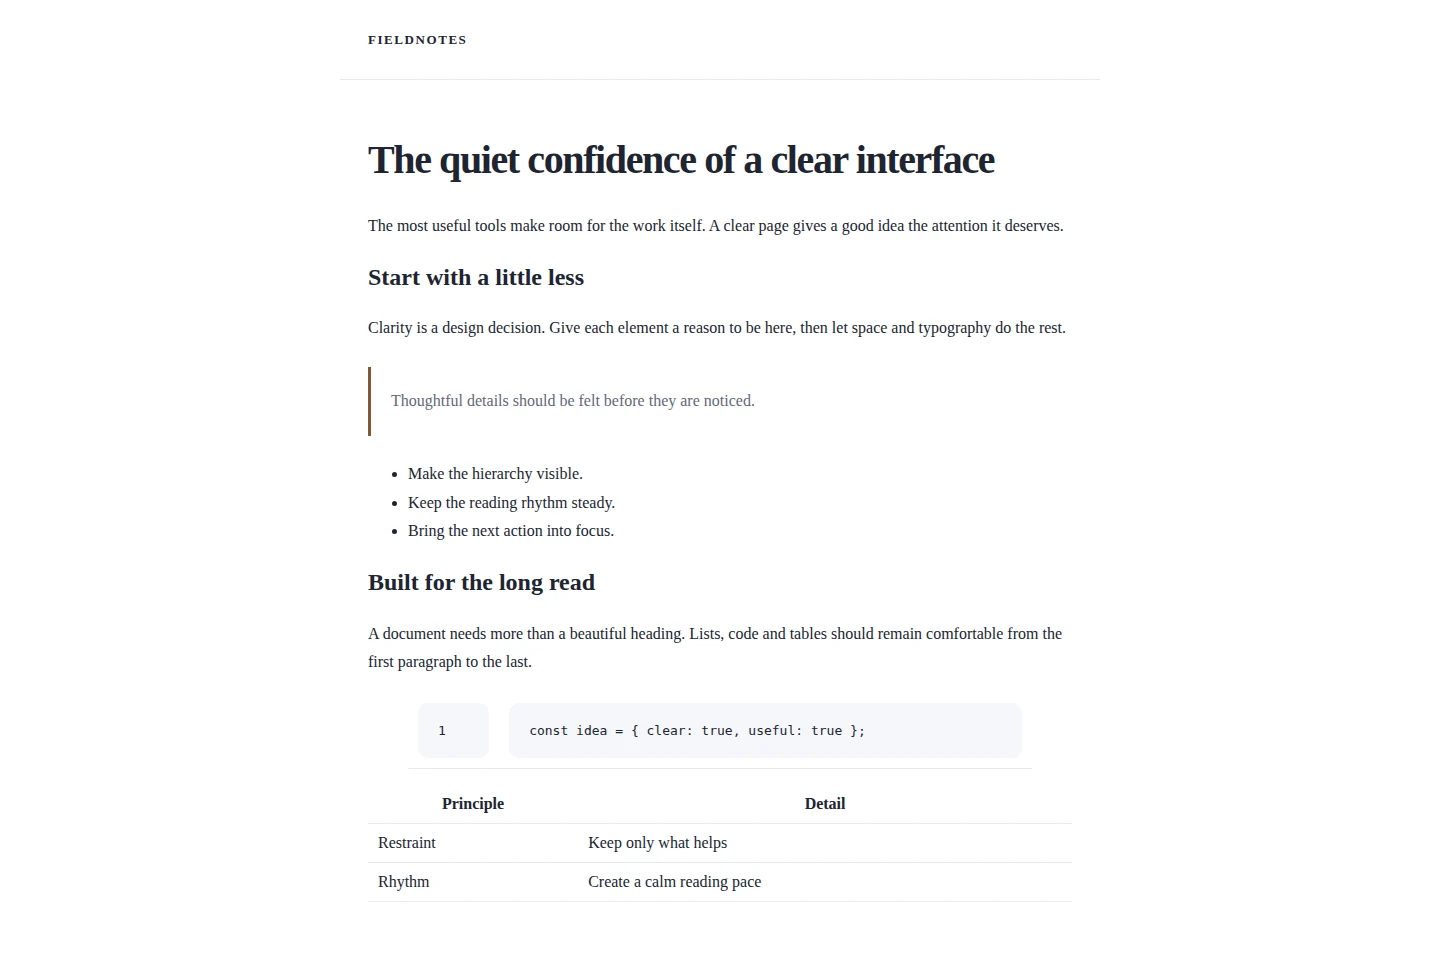 FIELDNOTES
The quiet confidence of a clear interface
The most useful tools make room for the work itself. A clear page gives a good idea the attention it deserves.
Start with a little less
Clarity is a design decision. Give each element a reason to be here, then let space and typography do the rest.
Thoughtful details should be felt before they are noticed.
Make the hierarchy visible.
Keep the reading rhythm steady.
Bring the next action into focus.
Built for the long read
A document needs more than a beautiful heading. Lists, code and tables should remain comfortable from the
first paragraph to the last.
1 const idea = { clear: true, useful: true };
Principle Detail
Restraint Keep only what helps
Rhythm Create a calm reading pace